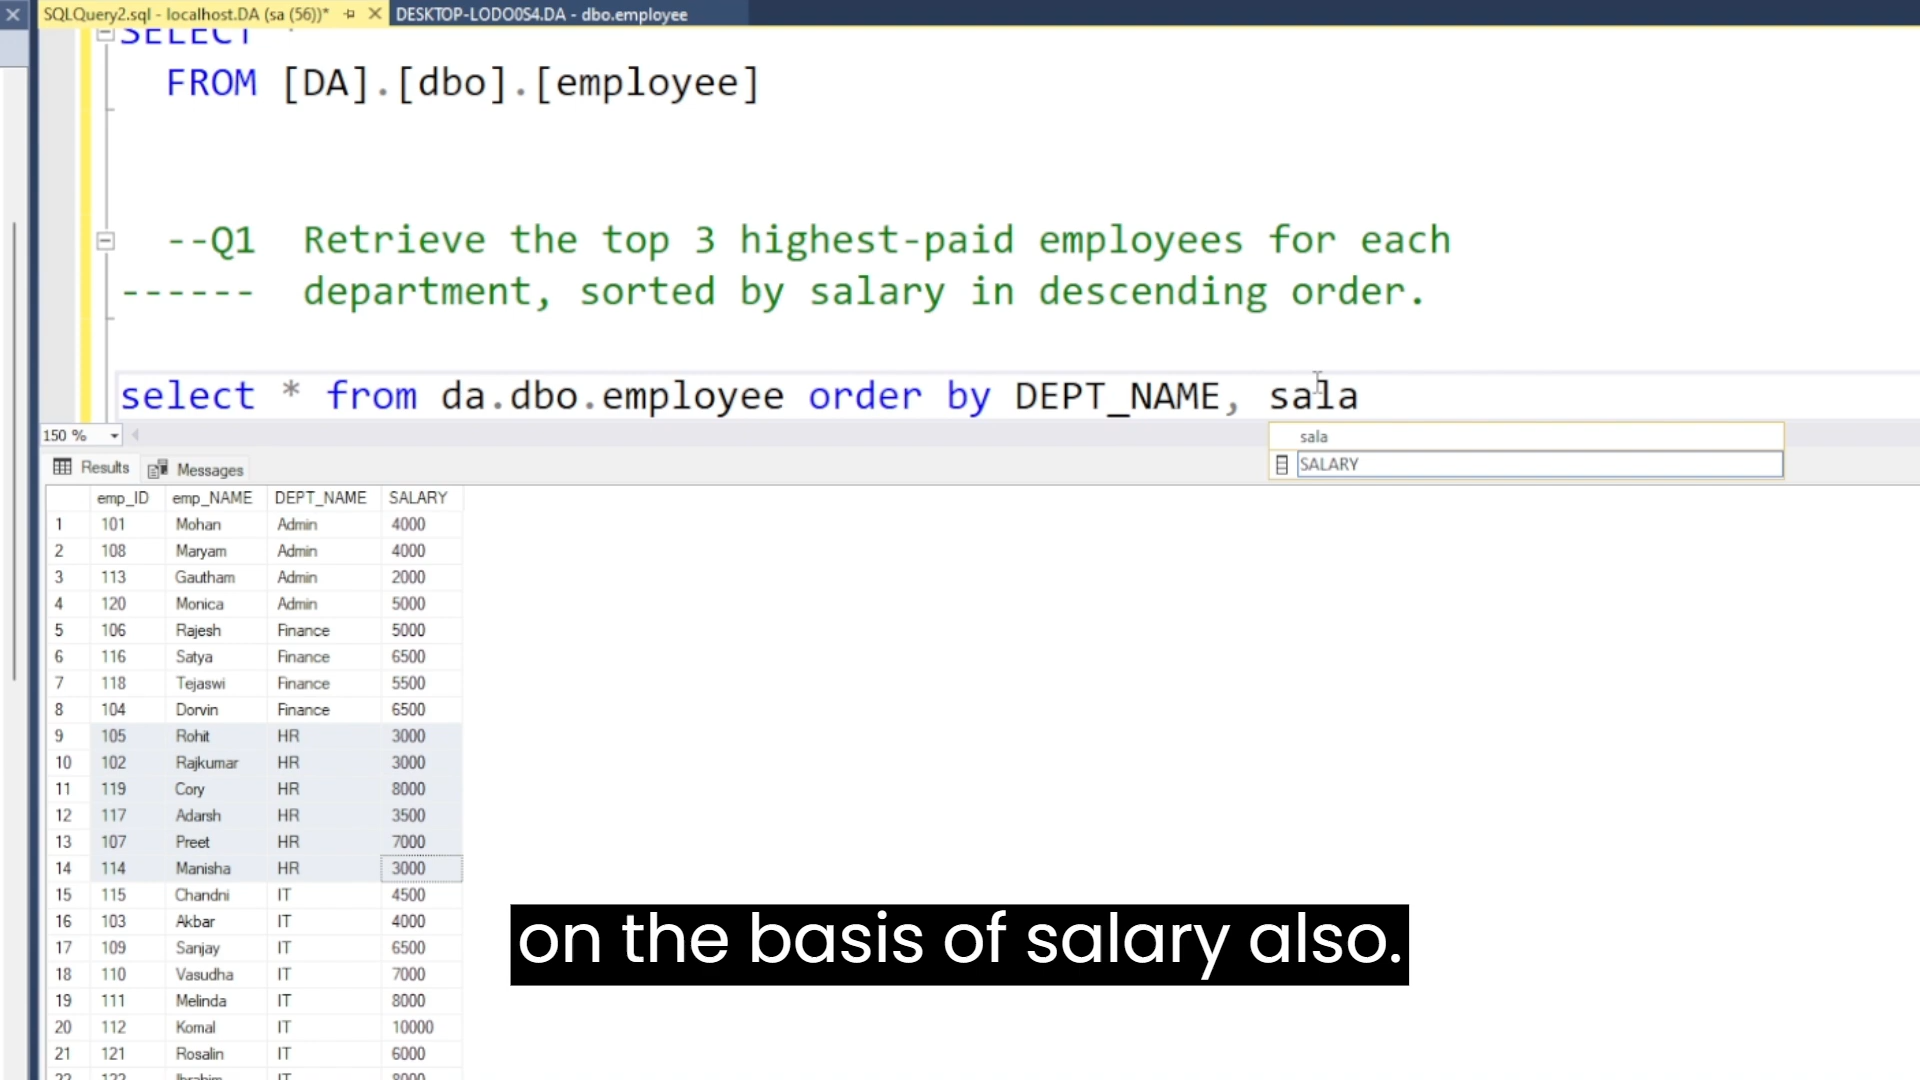 SQLQuery2.sql - localhost.DA (sa (56))*
DESKTOP-LODO0S4.DA - dbo.employee
SELECT *
FROM [DA].[dbo].[employee]
--Q1 Retrieve the top 3 highest-paid employees for each
------ department, sorted by salary in descending order.
select * from da.dbo.employee order by DEPT_NAME, sala
150 %
sala
SALARY
Results Messages
emp_ID emp_NAME DEPT_NAME SALARY
1 101 Mohan Admin 4000
2 108 Maryam Admin 4000
3 113 Gautham Admin 2000
4 120 Monica Admin 5000
5 106 Rajesh Finance 5000
6 116 Satya Finance 6500
7 118 Tejaswi Finance 5500
8 104 Dorvin Finance 6500
9 105 Rohit HR 3000
10 102 Rajkumar HR 3000
11 119 Cory HR 8000
12 117 Adarsh HR 3500
13 107 Preet HR 7000
14 114 Manisha HR 3000
15 115 Chandni IT 4500
16 103 Akbar IT 4000
17 109 Sanjay IT 6500
18 110 Vasudha IT 7000
19 111 Melinda IT 8000
20 112 Komal IT 10000
21 121 Rosalin IT 6000
22 122 Ibrahim IT 8000
on the basis of salary also.